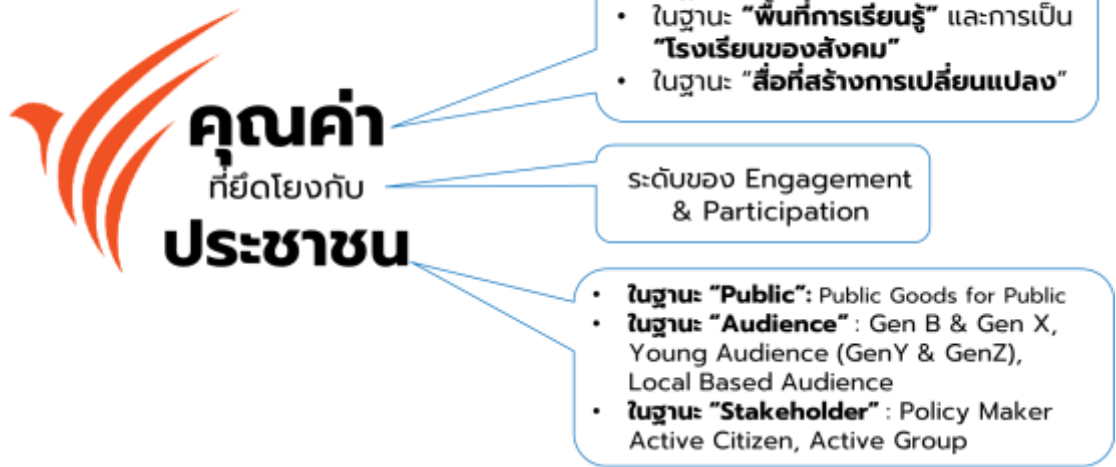 • ในฐานะ “พื้นที่การเรียนรู้” และการเป็น
“โรงเรียนของสังคม”
• ในฐานะ “สื่อที่สร้างการเปลี่ยนแปลง”
คุณค่า
ที่ยึดโยงกับ
ประชาชน
ระดับของ Engagement
& Participation
• ในฐานะ “Public”: Public Goods for Public
• ในฐานะ “Audience” : Gen B & Gen X,
Young Audience (GenY & GenZ),
Local Based Audience
• ในฐานะ “Stakeholder” : Policy Maker
Active Citizen, Active Group